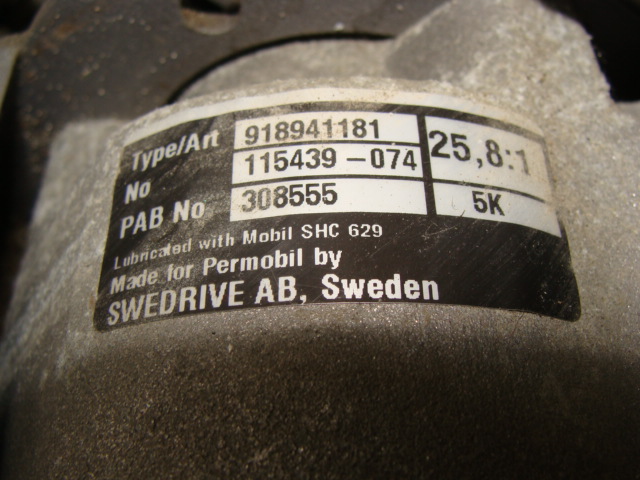 Type/Art 918941181 25,8:1
No 115439-074
PAB No 308555 5K
Lubricated with Mobil SHC 629
Made for Permobil by
SWEDRIVE AB, Sweden